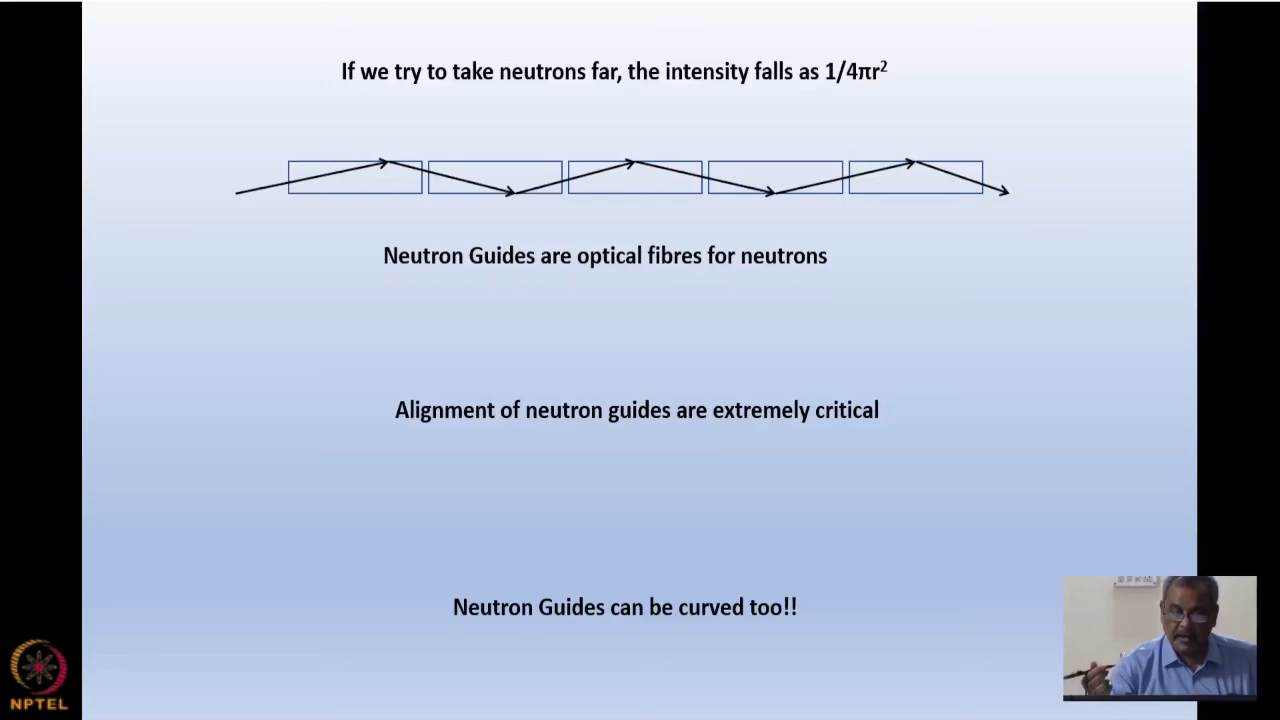 If we try to take neutrons far, the intensity falls as 1/4πr²
Neutron Guides are optical fibres for neutrons
Alignment of neutron guides are extremely critical
Neutron Guides can be curved too!!
NPTEL